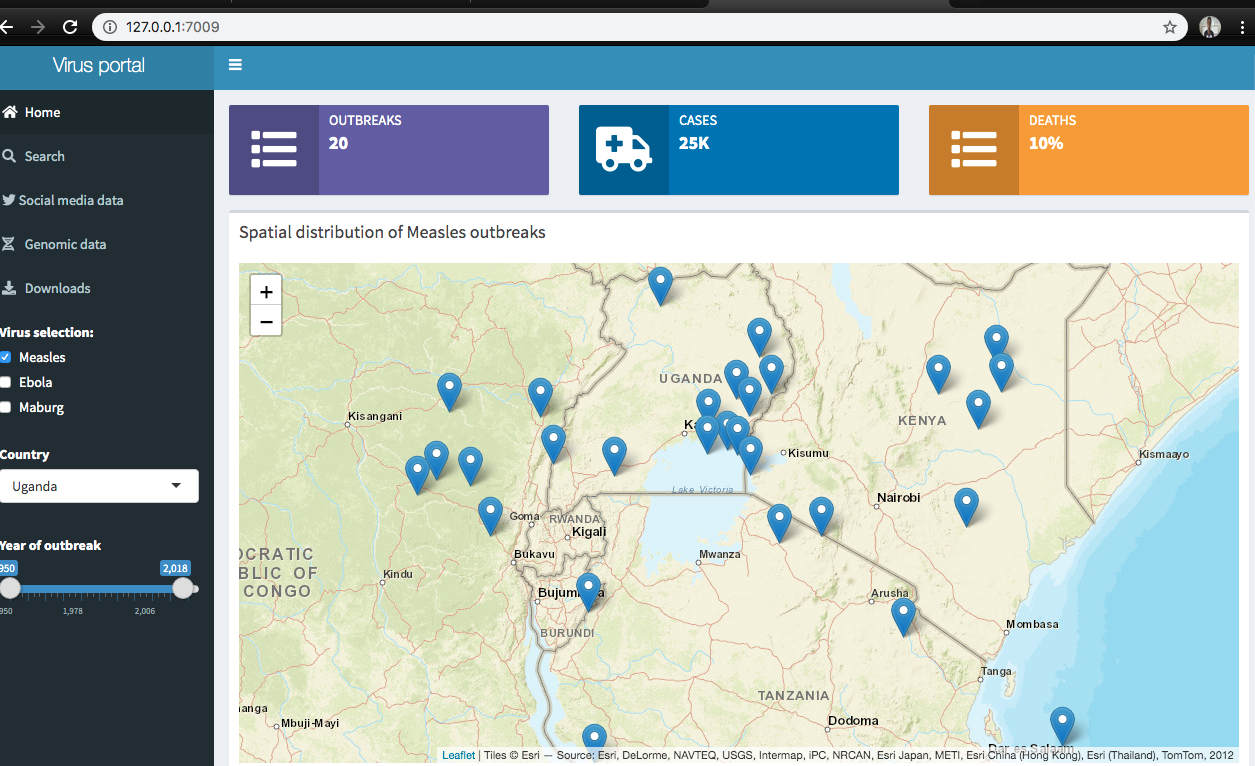 127.0.0.1:7009
Virus portal
Home
Search
Social media data
Genomic data
Downloads
Virus selection:
Measles
Ebola
Maburg
Country
Uganda
Year of outbreak
950
2,018
950
1,978
2,006
OUTBREAKS
20
CASES
25K
DEATHS
10%
Spatial distribution of Measles outbreaks
+
−
UGANDA
KENYA
Kisangani
Ka
Kisumu
Kismaayo
Lake Victoria
Nairobi
Goma
RWANDA
Kigali
OCRATIC
BLIC OF
CONGO
Bukavu
Mwanza
Kindu
Bujum
a
Arusha
BURUNDI
Mombasa
Tanga
TANZANIA
anga
Mbuji-Mayi
Dodoma
Dar es Salaam
Leaflet | Tiles © Esri — Source: Esri, DeLorme, NAVTEQ, USGS, Intermap, iPC, NRCAN, Esri Japan, METI, Esri China (Hong Kong), Esri (Thailand), TomTom, 2012